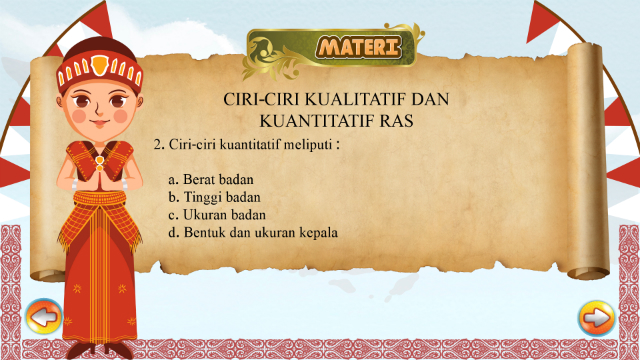 MATERI
CIRI-CIRI KUALITATIF DAN
KUANTITATIF RAS
2. Ciri-ciri kuantitatif meliputi :
a. Berat badan
b. Tinggi badan
c. Ukuran badan
d. Bentuk dan ukuran kepala